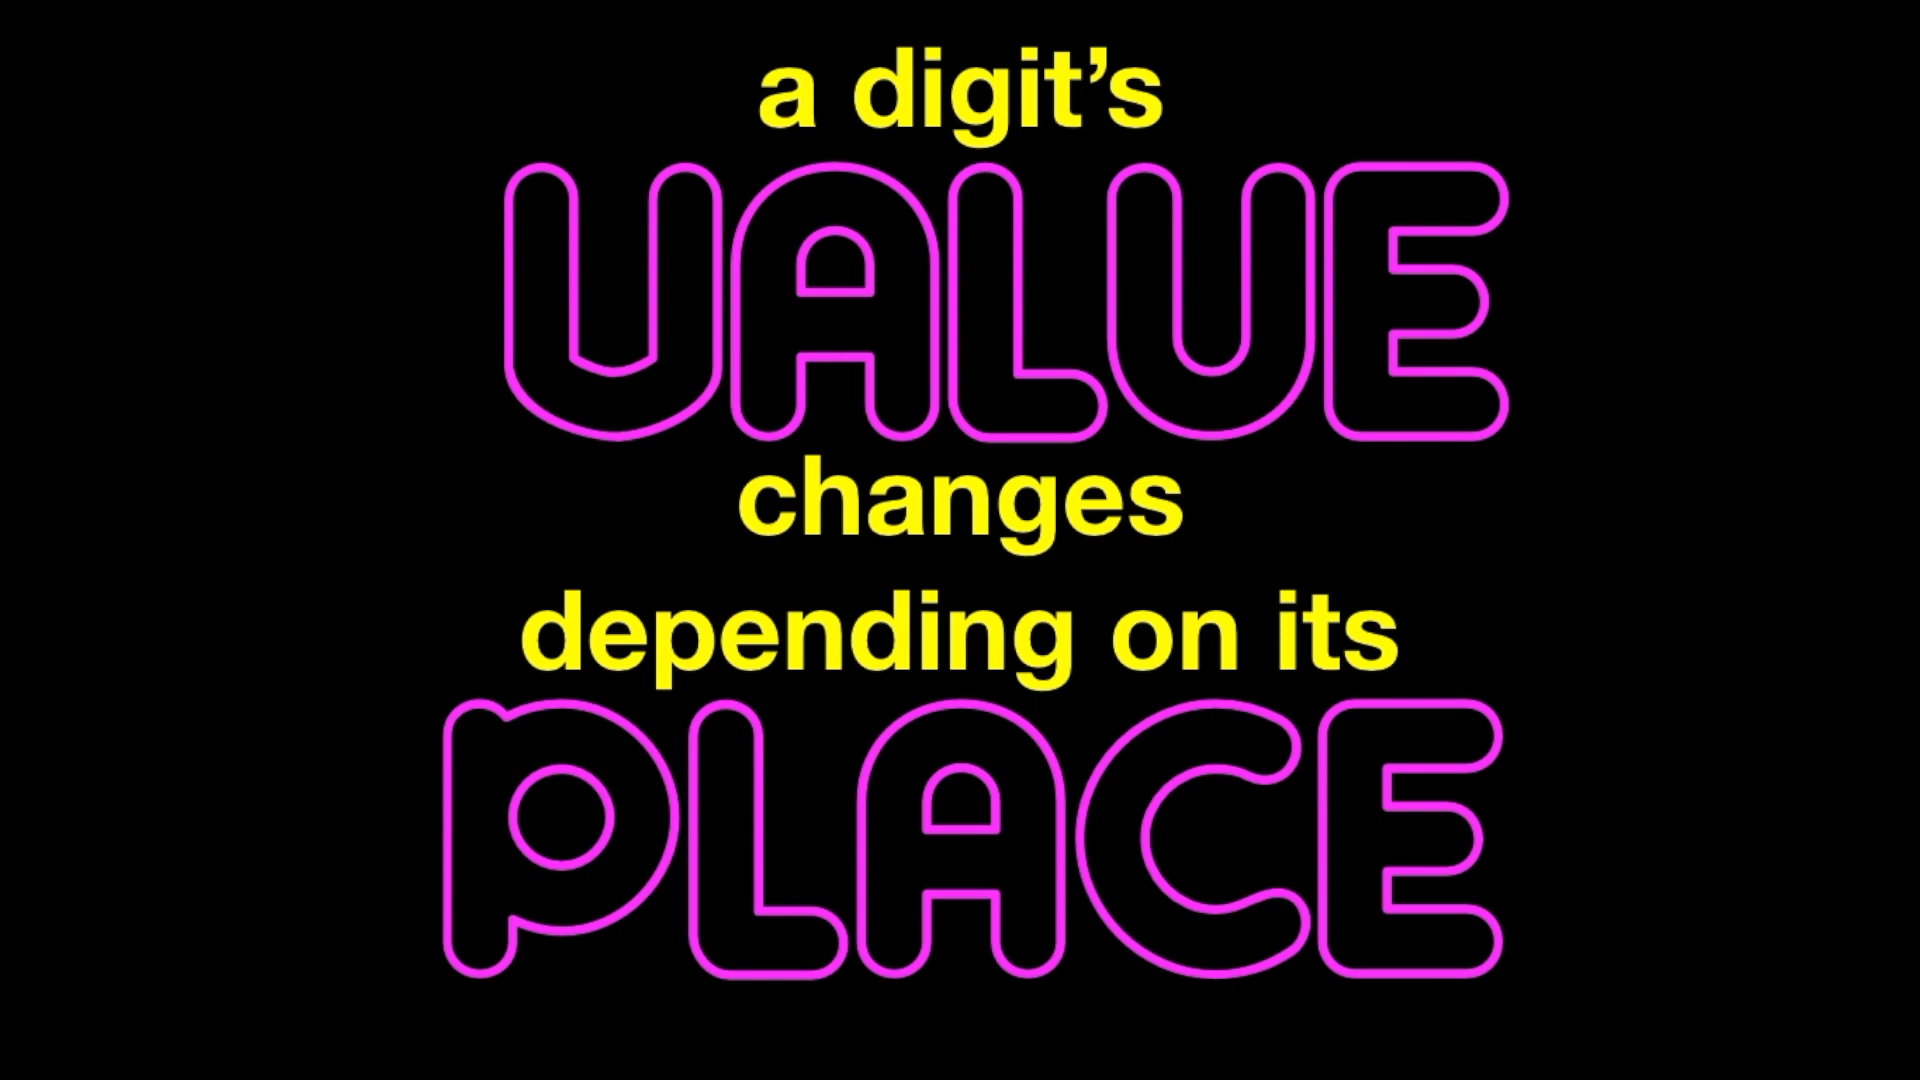 a digit’s
VALUE
changes
depending on its
PLACE